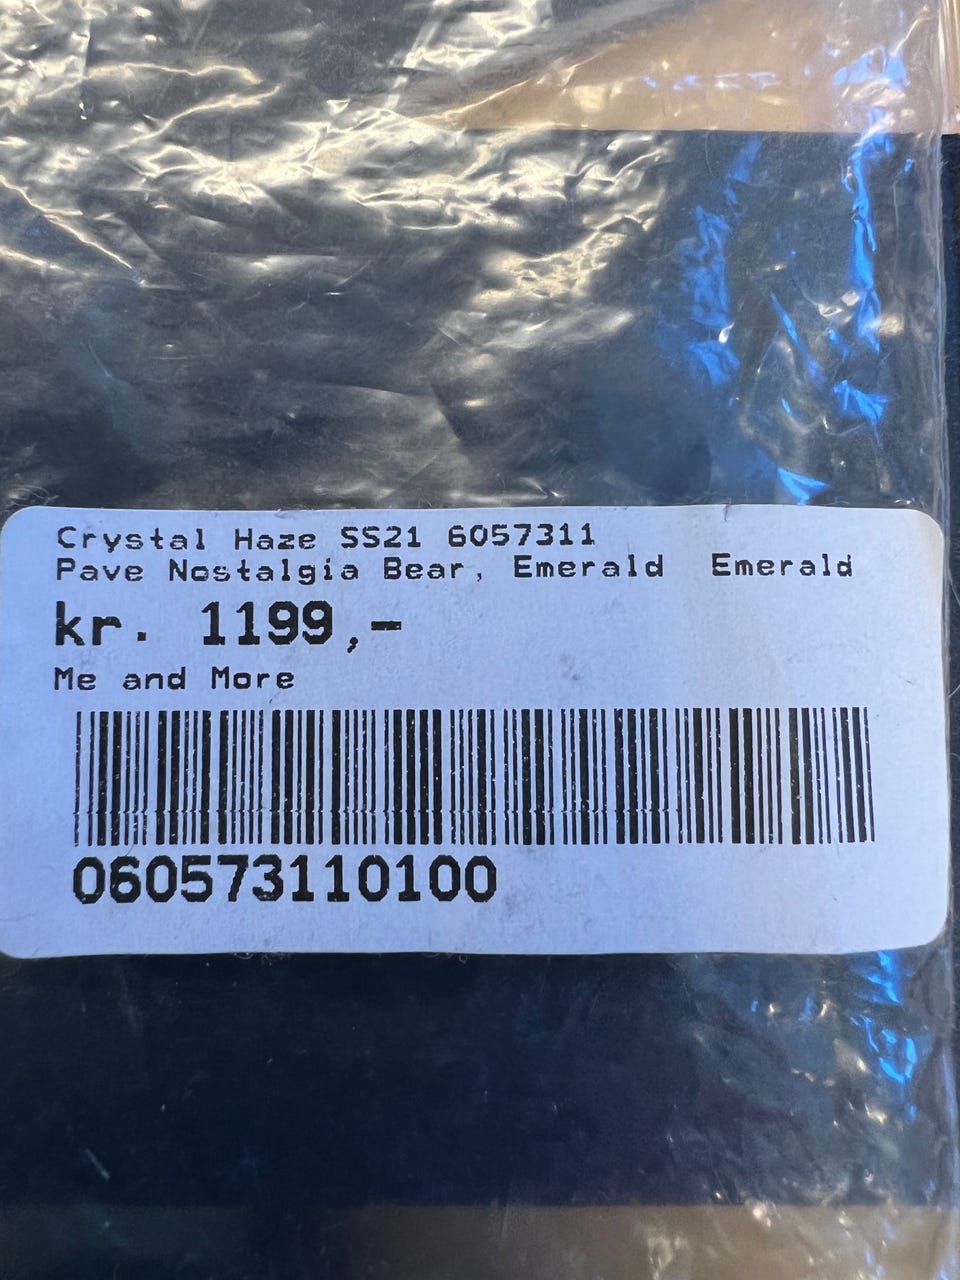 Crystal Haze SS21 6057311
Pave Nostalgia Bear, Emerald  Emerald
kr. 1199,-
Me and More
060573110100